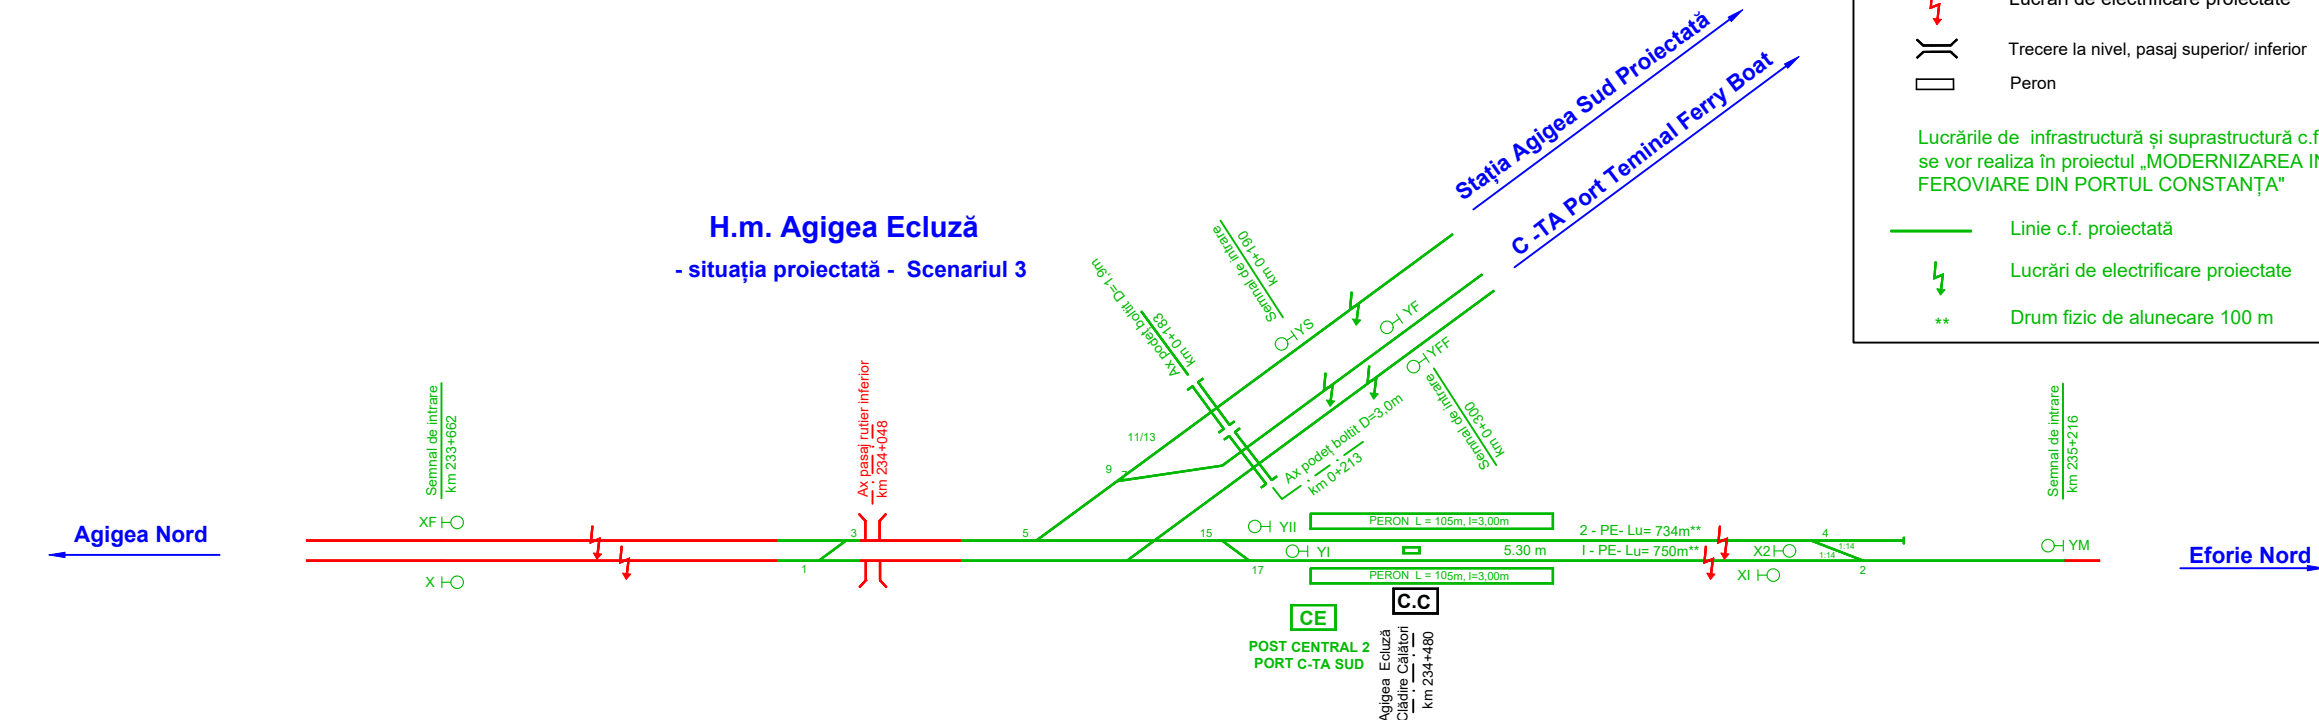 Lucrări de electrificare proiectate
Trecere la nivel, pasaj superior/ inferior
Peron
Lucrările de infrastructură și suprastructură c.f.
se vor realiza în proiectul „MODERNIZAREA
FEROVIARE DIN PORTUL CONSTANȚA"
Linie c.f. proiectată
Lucrări de electrificare proiectate
** Drum fizic de alunecare 100 m
Stația Agigea Sud Proiectată
C -TA Port Teminal Ferry Boat
H.m. Agigea Ecluză
- situația proiectată - Scenariul 3
Semnal de intrare
km 0+190
Ax podeț boltit D=1,9m
km 0+183
YS
YF
YFF
Semnal de intrare
km 0+300
Ax podeț boltit D=3,0m
km 0+213
Semnal de intrare
km 233+662
Ax pasaj rutier inferior
km 234+048
Semnal de intrare
km 235+216
11/13
9
7
Agigea Nord
XF
3
5
15
YII
PERON L = 105m, l=3,00m
2 - PE- Lu= 734m**
4
YM
Eforie Nord
X
1
17
YI
5.30 m
I - PE- Lu= 750m**
X2
1:14
1:14
2
PERON L = 105m, l=3,00m
XI
CE
C.C
POST CENTRAL 2
PORT C-TA SUD
Agigea Ecluză
Clădire Călători
km 234+480